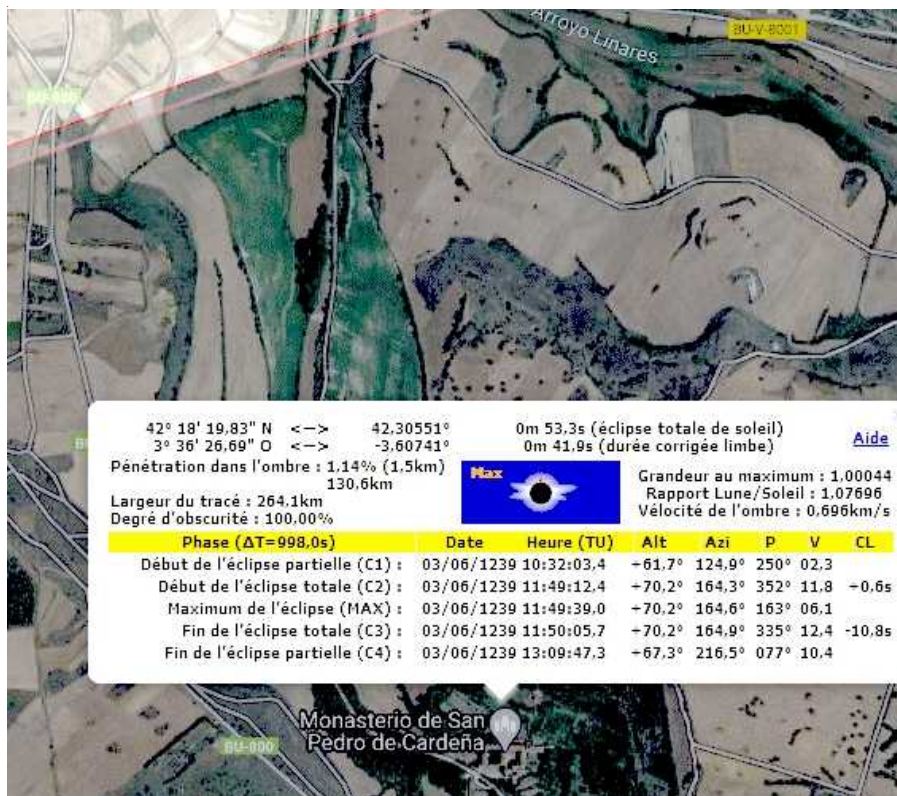 Arroyo Linares
BU-V-8001
42° 18' 19,83" N <—> 42,30551°
3° 36' 26,69" O <—> -3,60741°
0m 53,3s (éclipse totale de soleil)
0m 41,9s (durée corrigée limbe)
Aide
Pénétration dans l'ombre : 1,14% (1,5km)
130,6km
Largeur du tracé : 264,1km
Degré d'obscurité : 100,00%
Max
Grandeur au maximum : 1,00044
Rapport Lune/Soleil : 1,07696
Vélocité de l'ombre : 0,696km/s
Phase (ΔT=998,0s) Date Heure (TU) Alt Azi P V CL
Début de l'éclipse partielle (C1) : 03/06/1239 10:32:03,4 +61,7° 124,9° 250° 02,3
Début de l'éclipse totale (C2) : 03/06/1239 11:49:12,4 +70,2° 164,3° 352° 11,8 +0,6s
Maximum de l'éclipse (MAX) : 03/06/1239 11:49:39,0 +70,2° 164,6° 163° 06,1
Fin de l'éclipse totale (C3) : 03/06/1239 11:50:05,7 +70,2° 164,9° 335° 12,4 -10,8s
Fin de l'éclipse partielle (C4) : 03/06/1239 13:09:47,3 +67,3° 216,5° 077° 10,4
Monasterio de San
Pedro de Cardeña
BU-800